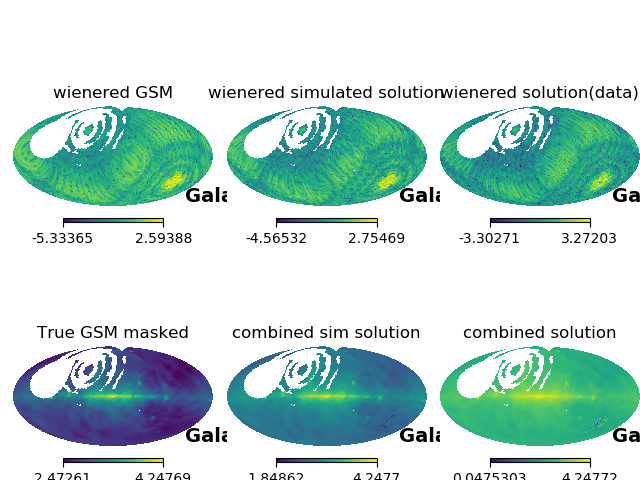 wienered GSM wienered simulated solution wienered solution(data)
Gala Gala Ga
-5.33365 2.59388 -4.56532 2.75469 -3.30271 3.27203
True GSM masked combined sim solution combined solution
Gala Gala Ga
2.47261 4.24769 1.84862 4.2477 0.0475303 4.24772